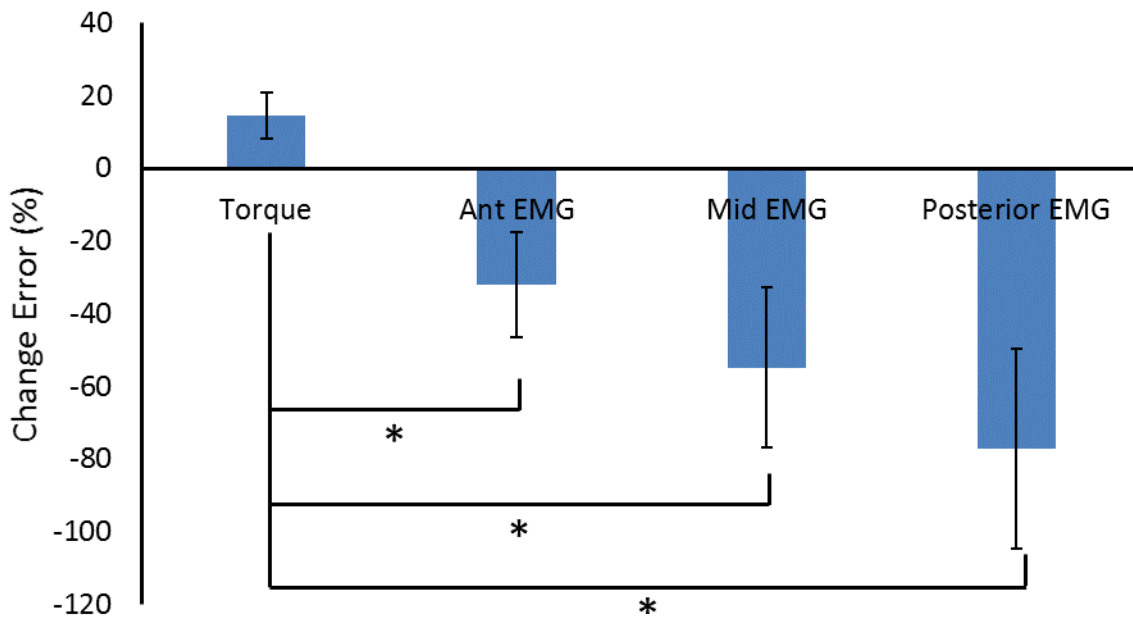 40
20
0
-20
-40
-60
-80
-100
-120
Change Error (%)
Torque
Ant EMG
Mid EMG
Posterior EMG
*
*
*